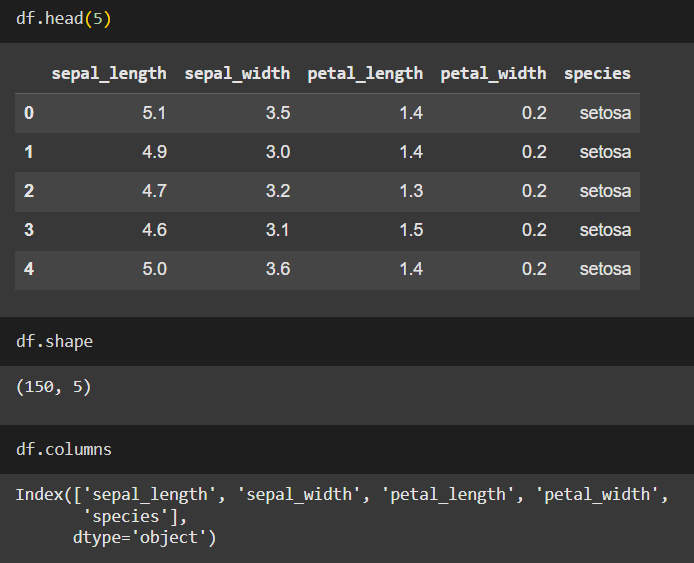 df.head(5)
sepal_length sepal_width petal_length petal_width species
0 5.1 3.5 1.4 0.2 setosa
1 4.9 3.0 1.4 0.2 setosa
2 4.7 3.2 1.3 0.2 setosa
3 4.6 3.1 1.5 0.2 setosa
4 5.0 3.6 1.4 0.2 setosa
df.shape
(150, 5)
df.columns
Index(['sepal_length', 'sepal_width', 'petal_length', 'petal_width',
'species'],
dtype='object')